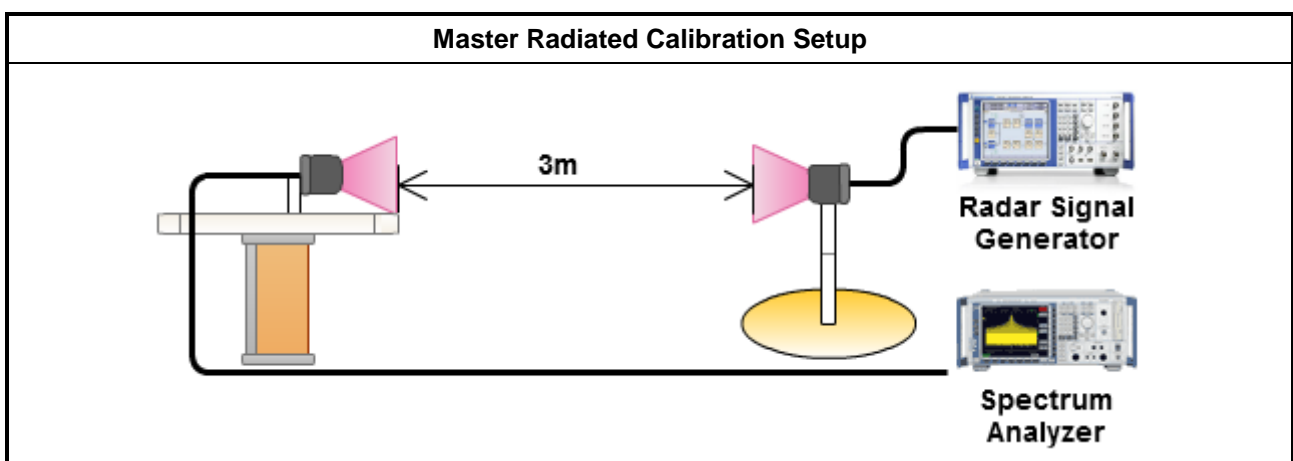 Master Radiated Calibration Setup
3m
Radar Signal
Generator
Spectrum
Analyzer